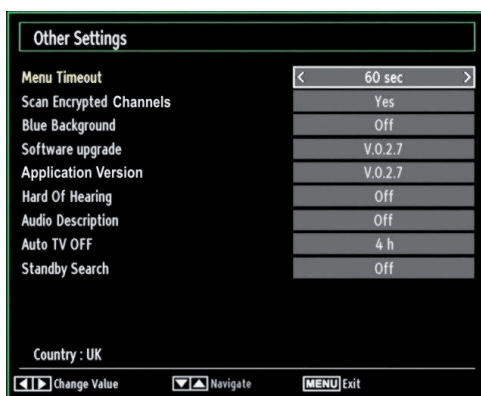 Other Settings
Menu Timeout < 60 sec >
Scan Encrypted Channels Yes
Blue Background Off
Software upgrade V.0.2.7
Application Version V.0.2.7
Hard Of Hearing Off
Audio Description Off
Auto TV OFF 4 h
Standby Search Off
Country : UK
Change Value Navigate MENU Exit